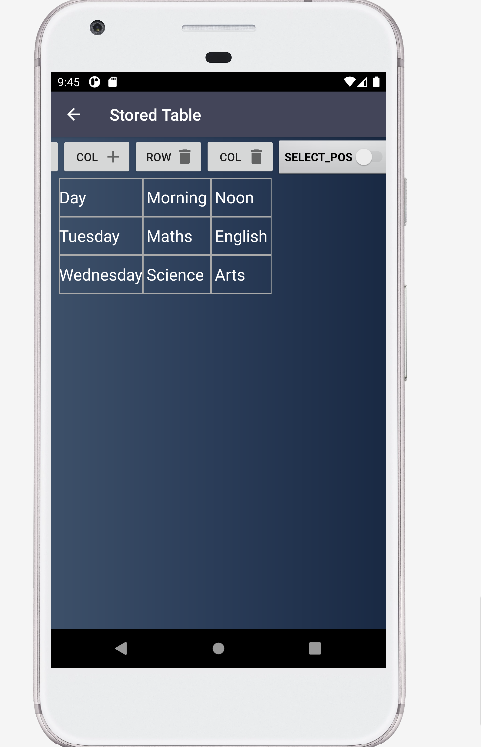 9:45
Stored Table
COL ROW COL SELECT_POS
Day Morning Noon
Tuesday Maths English
Wednesday Science Arts